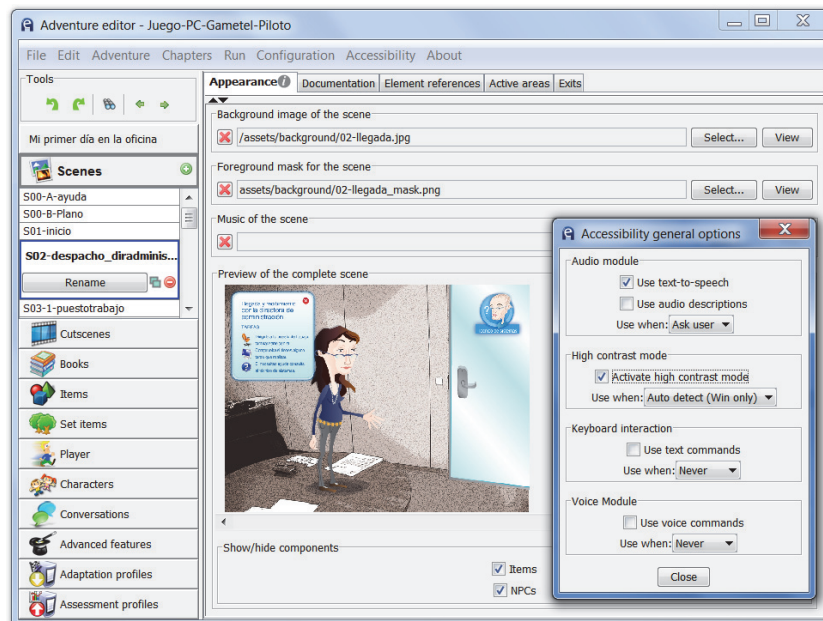 Adventure editor - Juego-PC-Gametel-Piloto
File Edit Adventure Chapters Run Configuration Accessibility About
Tools
Mi primer día en la oficina
Scenes
S00-A-ayuda
S00-B-Plano
S01-inicio
S02-despacho_diradminis...
Rename
S03-1-puestotrabajo
Cutscenes
Books
Items
Set items
Player
Characters
Conversations
Advanced features
Adaptation profiles
Assessment profiles
Appearance Documentation Element references Active areas Exits
Background image of the scene
/assets/background/02-llegada.jpg Select... View
Foreground mask for the scene
assets/background/02-llegada_mask.png Select... View
Music of the scene
Preview of the complete scene
Llegada y
con la directora de
administración
Show/hide components
Items
NPCs
Accessibility general options
Audio module
Use text-to-speech
Use audio descriptions
Use when: Ask user
High contrast mode
Activate high contrast mode
Use when: Auto detect (Win only)
Keyboard interaction
Use text commands
Use when: Never
Voice Module
Use voice commands
Use when: Never
Close